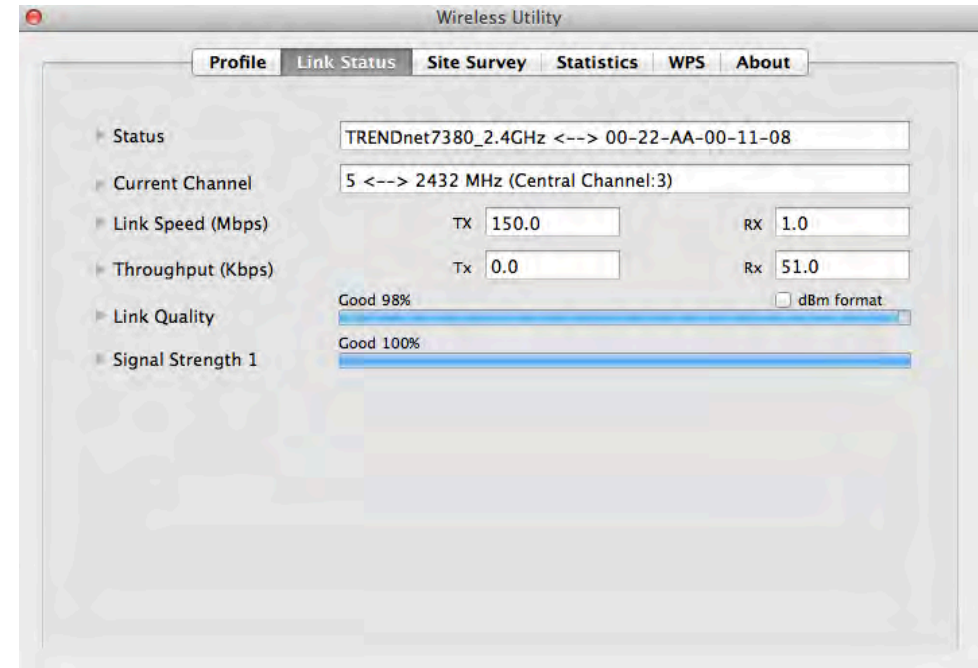 Wireless Utility
Profile Link Status Site Survey Statistics WPS About
Status TRENDnet7380_2.4GHz <--> 00-22-AA-00-11-08
Current Channel 5 <--> 2432 MHz (Central Channel:3)
Link Speed (Mbps) TX 150.0 RX 1.0
Throughput (Kbps) Tx 0.0 Rx 51.0
Good 98% dBm format
Link Quality
Good 100%
Signal Strength 1